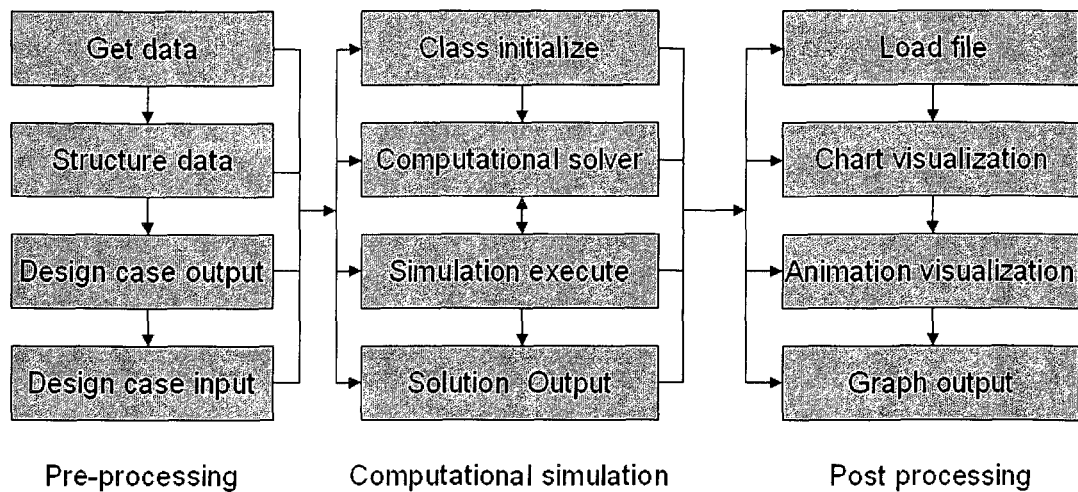 Get data
Structure data
Design case output
Design case input
Pre-processing
Class initialize
Computational solver
Simulation execute
Solution Output
Computational simulation
Load file
Chart visualization
Animation visualization
Graph output
Post processing